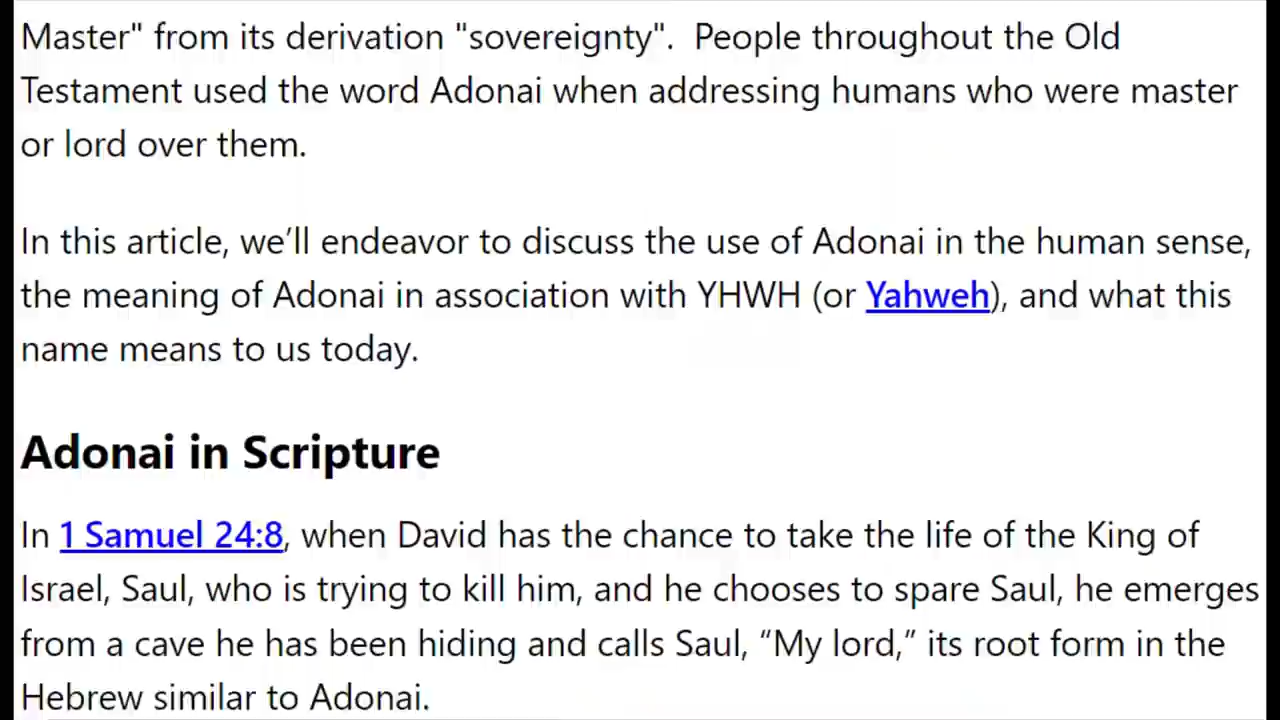 Master" from its derivation "sovereignty".  People throughout the Old
Testament used the word Adonai when addressing humans who were master
or lord over them.
In this article, we’ll endeavor to discuss the use of Adonai in the human sense,
the meaning of Adonai in association with YHWH (or Yahweh), and what this
name means to us today.
Adonai in Scripture
In 1 Samuel 24:8, when David has the chance to take the life of the King of
Israel, Saul, who is trying to kill him, and he chooses to spare Saul, he emerges
from a cave he has been hiding and calls Saul, “My lord,” its root form in the
Hebrew similar to Adonai.